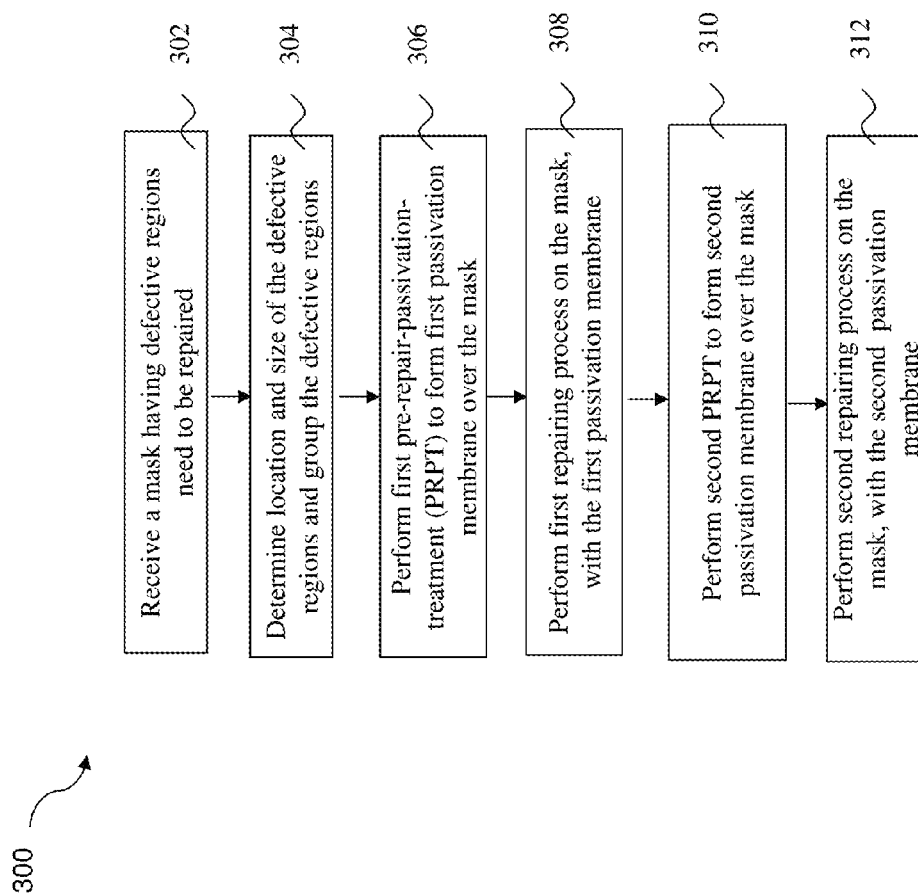 300
Receive a mask having defective regions
need to be repaired
302
Determine location and size of the defective
regions and group the defective regions
304
Perform first pre-repair-passivation-
treatment (PRPT) to form first passivation
membrane over the mask
306
Perform first repairing process on the mask,
with the first passivation membrane
308
Perform second PRPT to form second
passivation membrane over the mask
310
Perform second repairing process on the
mask, with the second passivation
membrane
312